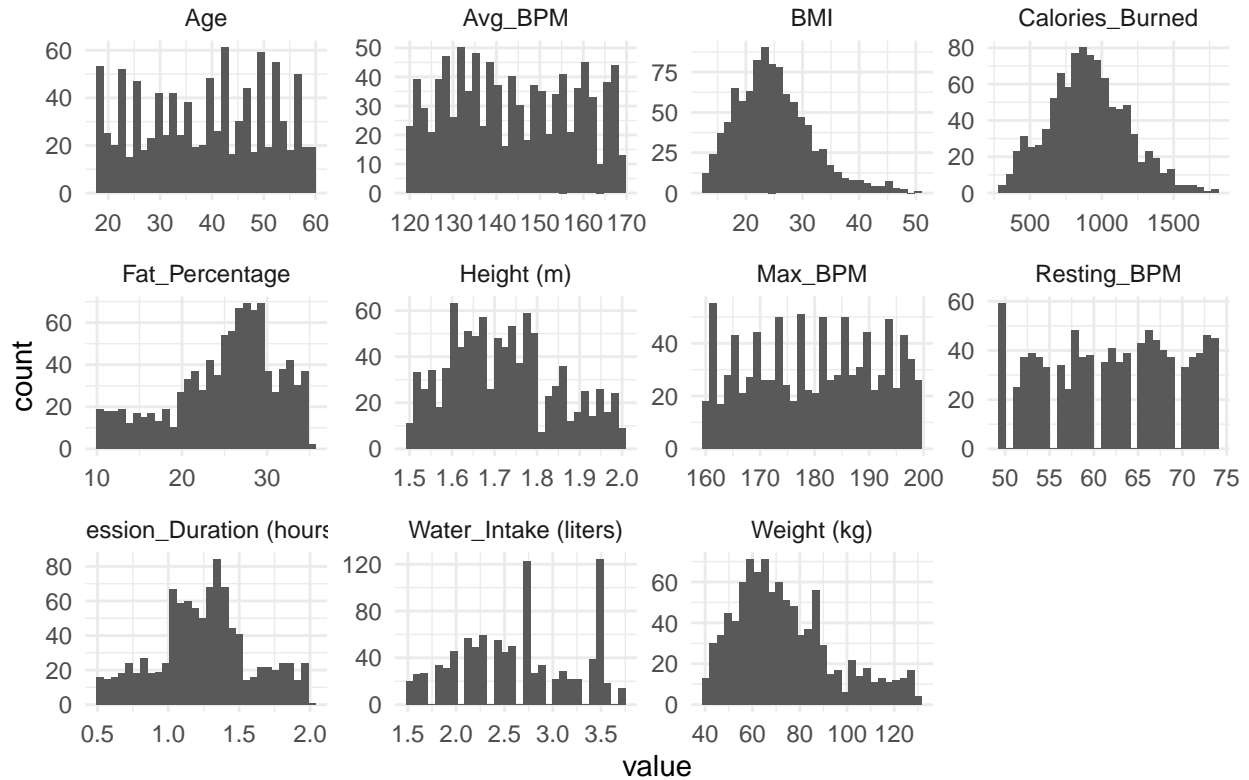 Age Avg_BPM BMI Calories_Burned
60 40 20 0
50 40 30 20 10 0
75 50 25 0
80 60 40 20 0
20 30 40 50 60
120 130 140 150 160 170
20 30 40 50
500 1000 1500
Fat_Percentage Height (m) Max_BPM Resting_BPM
60 40 20 0
60 40 20 0
60 40 20 0
60 40 20 0
10 20 30
1.5 1.6 1.7 1.8 1.9 2.0
160 170 180 190 200
50 55 60 65 70 75
ession_Duration (hours Water_Intake (liters) Weight (kg)
80 60 40 20 0
120 80 40 0
60 40 20 0
0.5 1.0 1.5 2.0
1.5 2.0 2.5 3.0 3.5
40 60 80 100 120
count
value